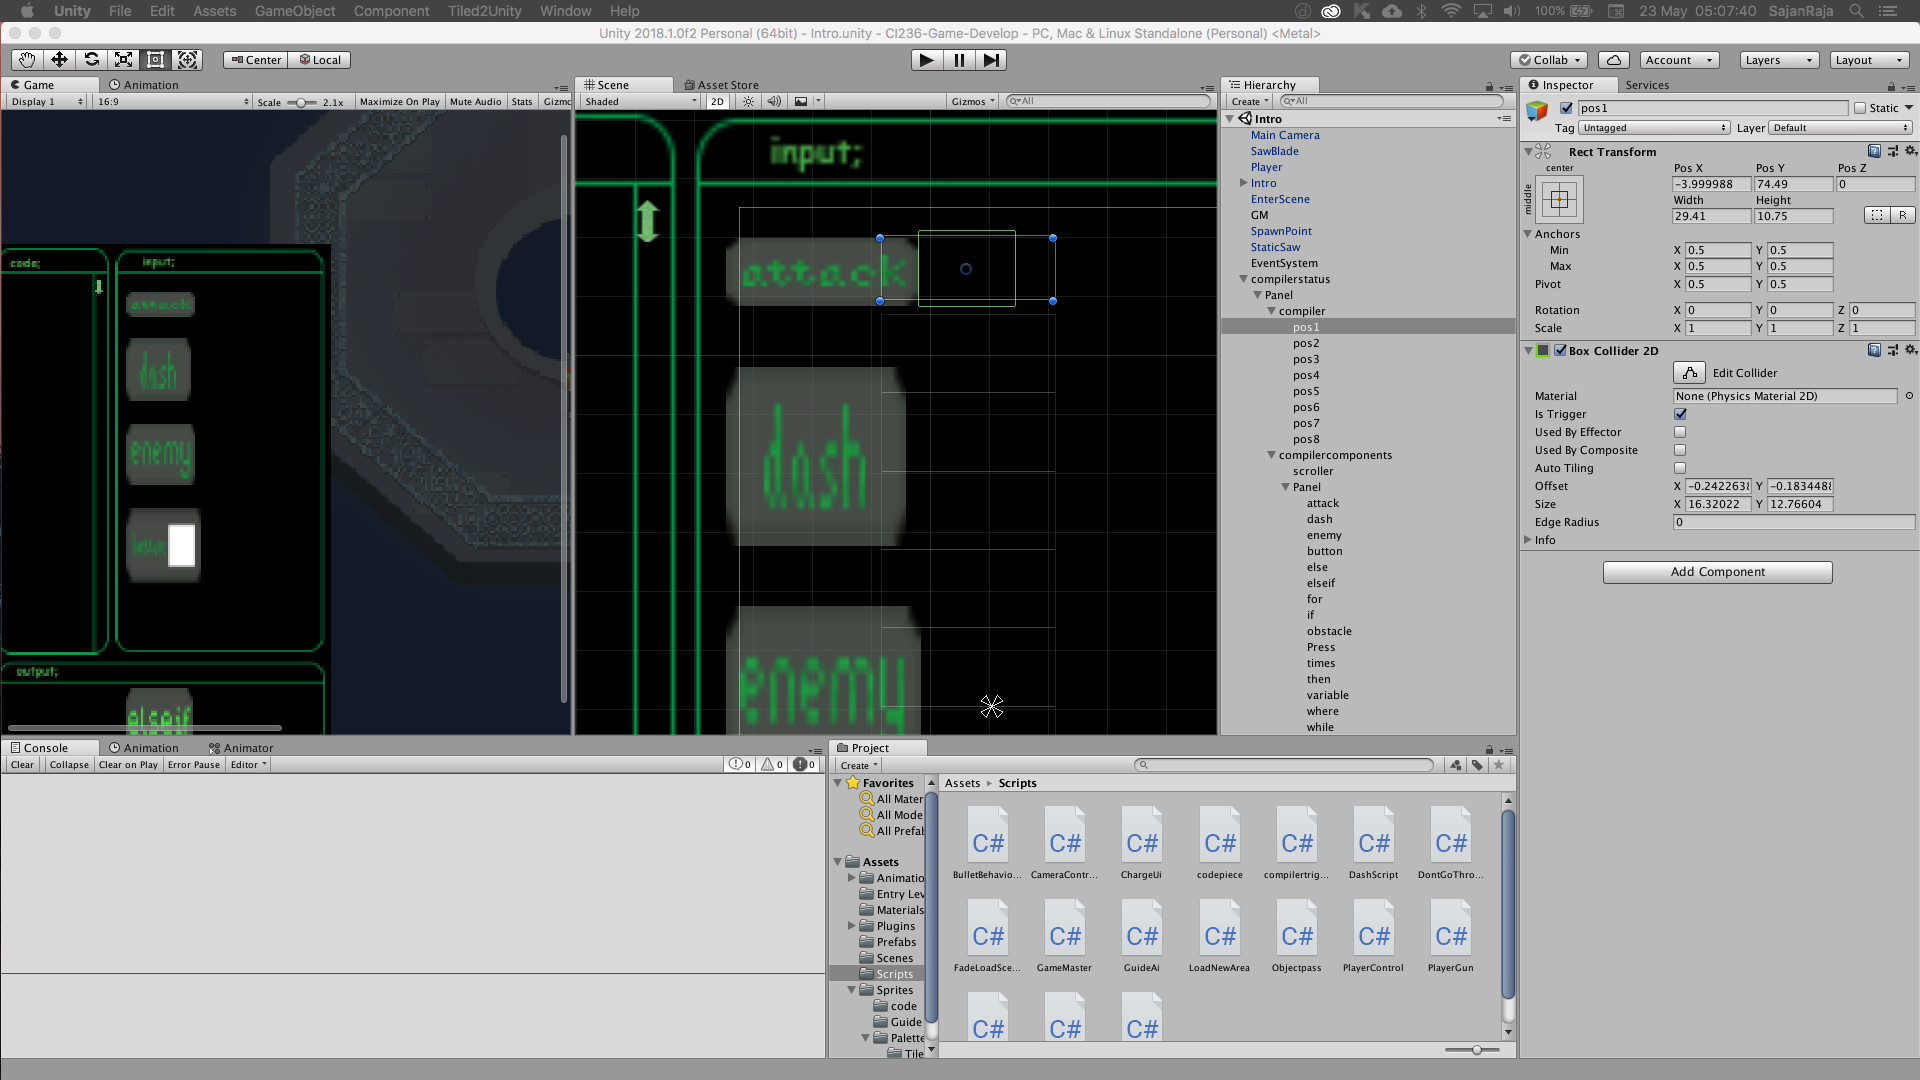 Unity File Edit Assets GameObject Component Tiled2Unity Window Help 100% 23 May 05:07:40 SajanRaja
Unity 2018.1.0f2 Personal (64bit) - Intro.unity - CI236-Game-Develop - PC, Mac & Linux Standalone (Personal) <Metal>
Center Local Collab Account Layers Layout
Game Animation
Display 1 16:9 Scale 2.1x Maximize On Play Mute Audio Stats Gizmo
code;
input;
attack
dash
enemy
output;
elseif
Scene Asset Store
Shaded 2D Gizmos All
input;
attack
dash
enemy
Hierarchy
Create All
Intro
Main Camera
SawBlade
Player
Intro
EnterScene
GM
SpawnPoint
StaticSaw
EventSystem
compilerstatus
Panel
compiler
pos1
pos2
pos3
pos4
pos5
pos6
pos7
pos8
compilercomponents
scroller
Panel
attack
dash
enemy
button
else
elseif
for
if
obstacle
Press
times
then
variable
where
while
Inspector Services
pos1 Static
Tag Untagged Layer Default
Rect Transform
center
middle
Pos X Pos Y Pos Z
-3.999988 74.49 0
Width Height
29.41 10.75 R
Anchors
Min X 0.5 Y 0.5
Max X 0.5 Y 0.5
Pivot X 0.5 Y 0.5
Rotation X 0 Y 0 Z 0
Scale X 1 Y 1 Z 1
Box Collider 2D
Edit Collider
Material None (Physics Material 2D)
Is Trigger
Used By Effector
Used By Composite
Auto Tiling
Offset X -0.2422638 Y -0.183448
Size X 16.32022 Y 12.76604
Edge Radius 0
Info
Add Component
Console Animation Animator
Clear Collapse Clear on Play Error Pause Editor 0 0 0
Project
Create
Favorites
All Mater
All Mode
All Prefab
Assets
Animatio
Entry Lev
Materials
Plugins
Prefabs
Scenes
Scripts
Sprites
code
Guide
Palette
Tile
Assets Scripts
C# C# C# C# C# C# C#
BulletBehavio... CameraContr... ChargeUi codepiece compilertrig... DashScript DontGoThro...
C# C# C# C# C# C# C#
FadeLoadSce... GameMaster GuideAi LoadNewArea Objectpass PlayerControl PlayerGun
C# C# C#